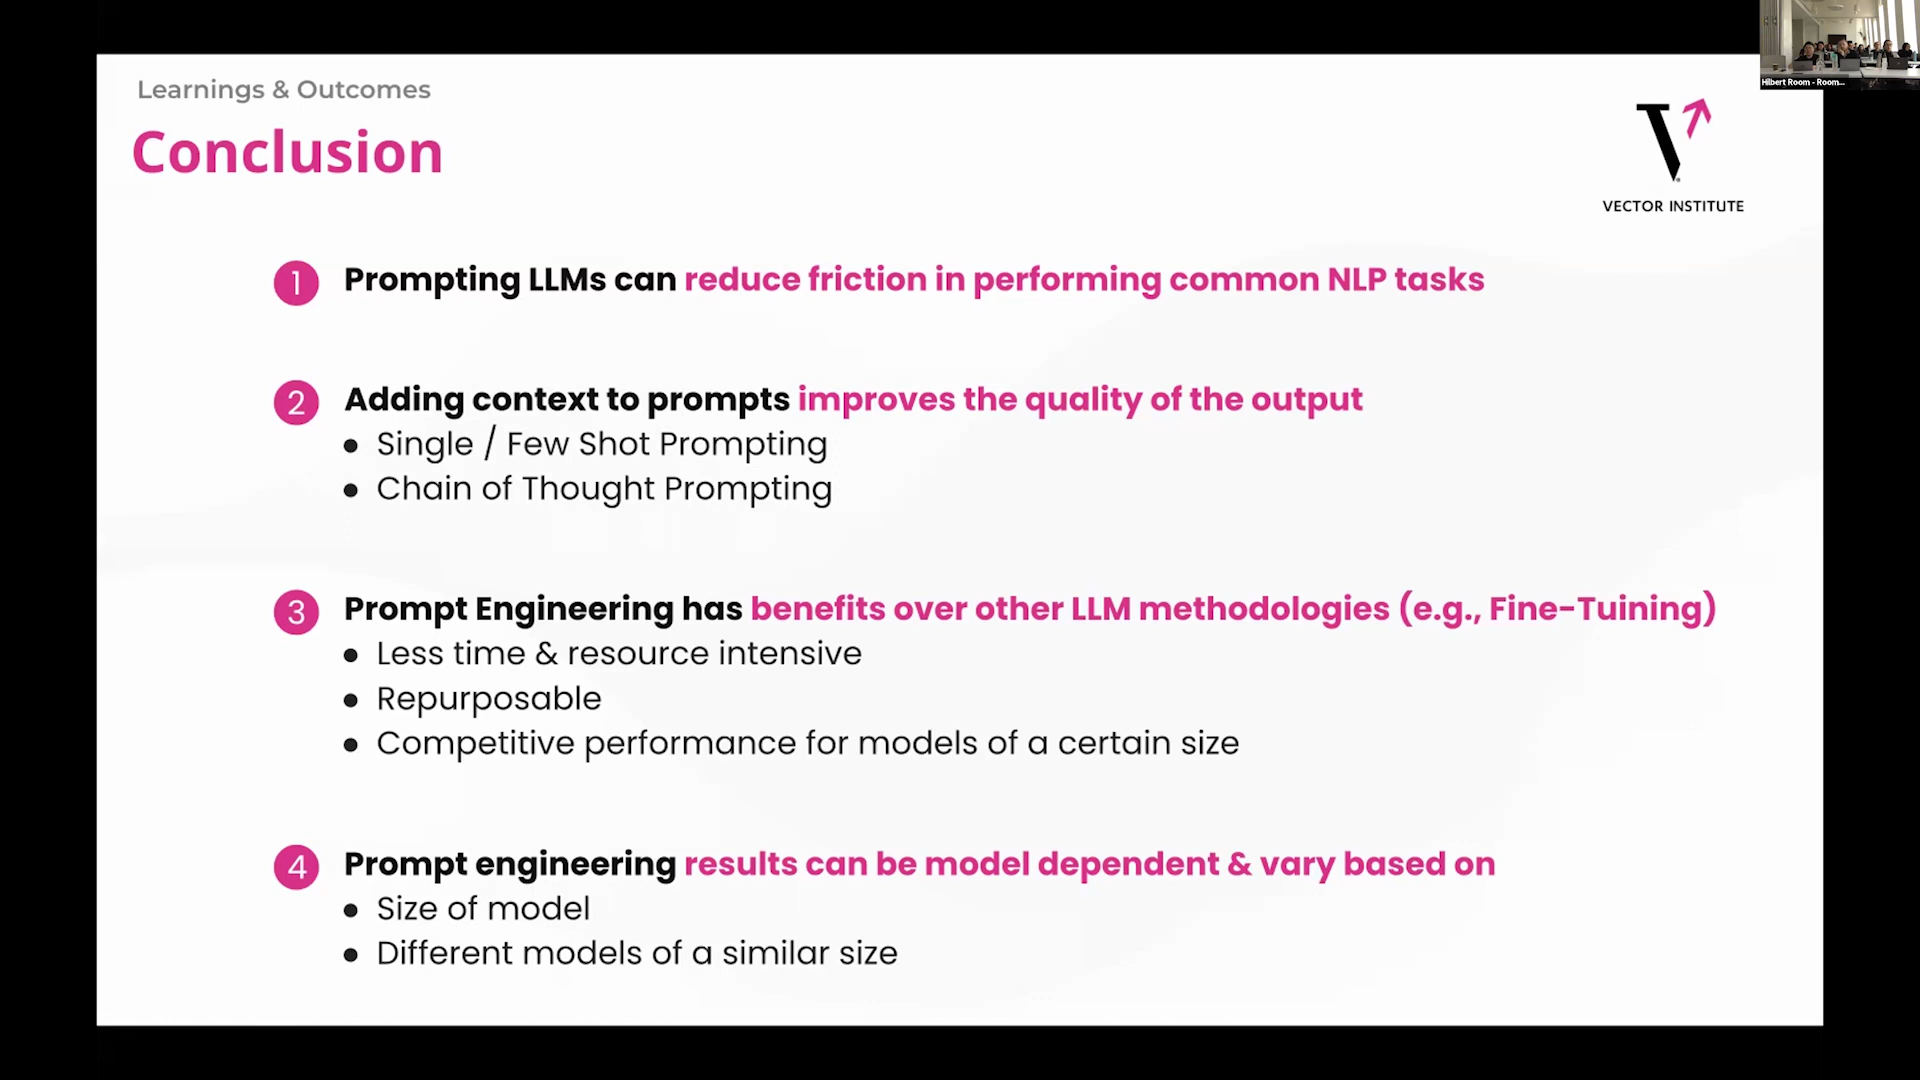 Hilbert Room - Room...
Learnings & Outcomes
Conclusion
VECTOR INSTITUTE
1 Prompting LLMs can reduce friction in performing common NLP tasks
2 Adding context to prompts improves the quality of the output
• Single / Few Shot Prompting
• Chain of Thought Prompting
3 Prompt Engineering has benefits over other LLM methodologies (e.g., Fine-Tuining)
• Less time & resource intensive
• Repurposable
• Competitive performance for models of a certain size
4 Prompt engineering results can be model dependent & vary based on
• Size of model
• Different models of a similar size